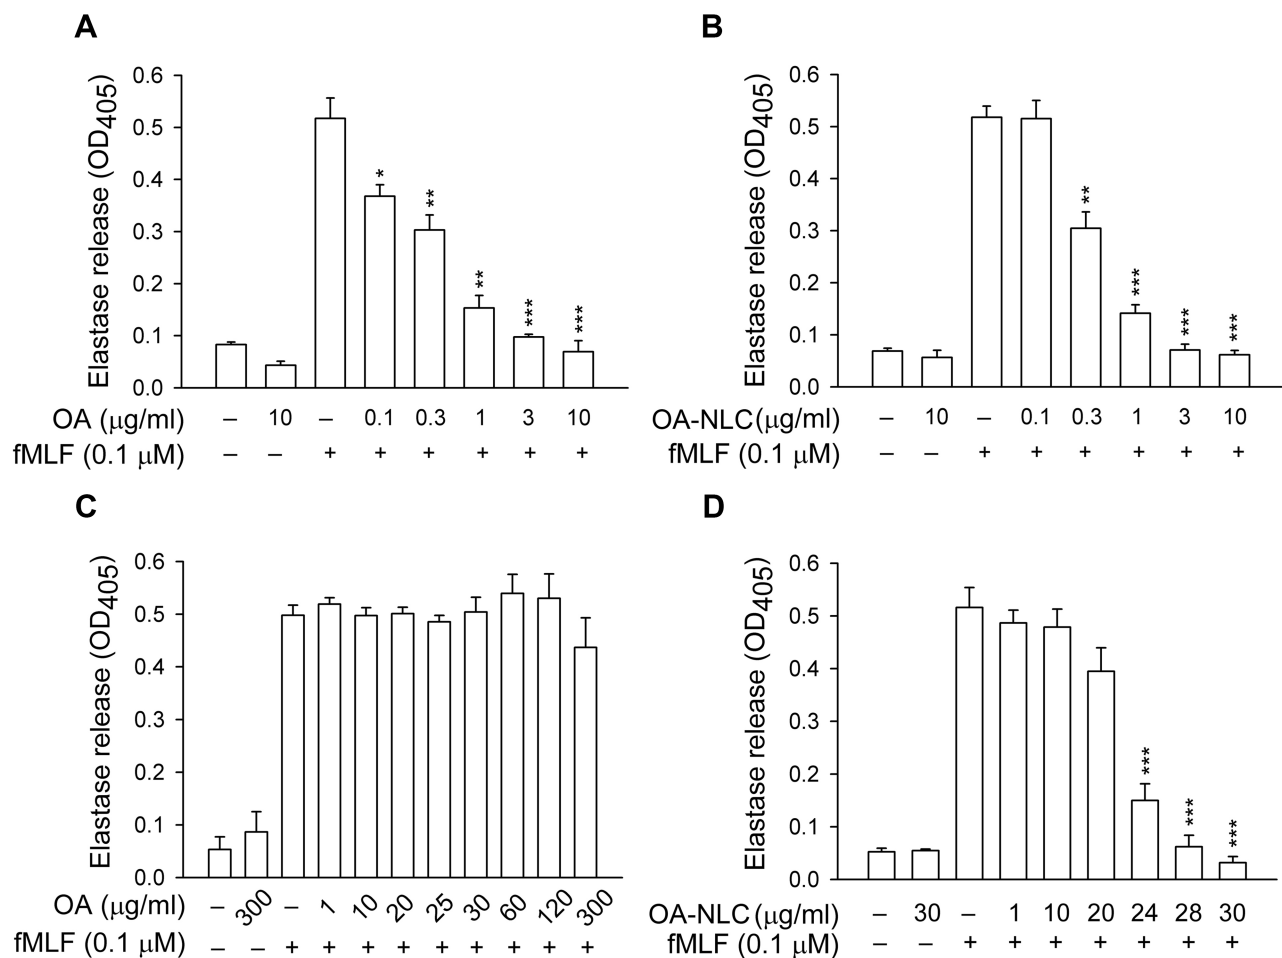 A
Elastase release (OD405)
0.6
0.5
0.4
0.3
0.2
0.1
0.0
*
**
**
***
***
OA (μg/ml) – 10 – 0.1 0.3 1 3 10
fMLF (0.1 μM) – – + + + + + +
B
Elastase release (OD405)
0.6
0.5
0.4
0.3
0.2
0.1
0.0
**
***
***
***
OA-NLC(μg/ml) – 10 – 0.1 0.3 1 3 10
fMLF (0.1 μM) – – + + + + + +
C
Elastase release (OD405)
0.6
0.5
0.4
0.3
0.2
0.1
0.0
OA (μg/ml) – 300 – 1 10 20 25 30 60 120 300
fMLF (0.1 μM) – – + + + + + + + + +
D
Elastase release (OD405)
0.6
0.5
0.4
0.3
0.2
0.1
0.0
***
***
***
OA-NLC(μg/ml) – 30 – 1 10 20 24 28 30
fMLF (0.1 μM) – – + + + + + + +